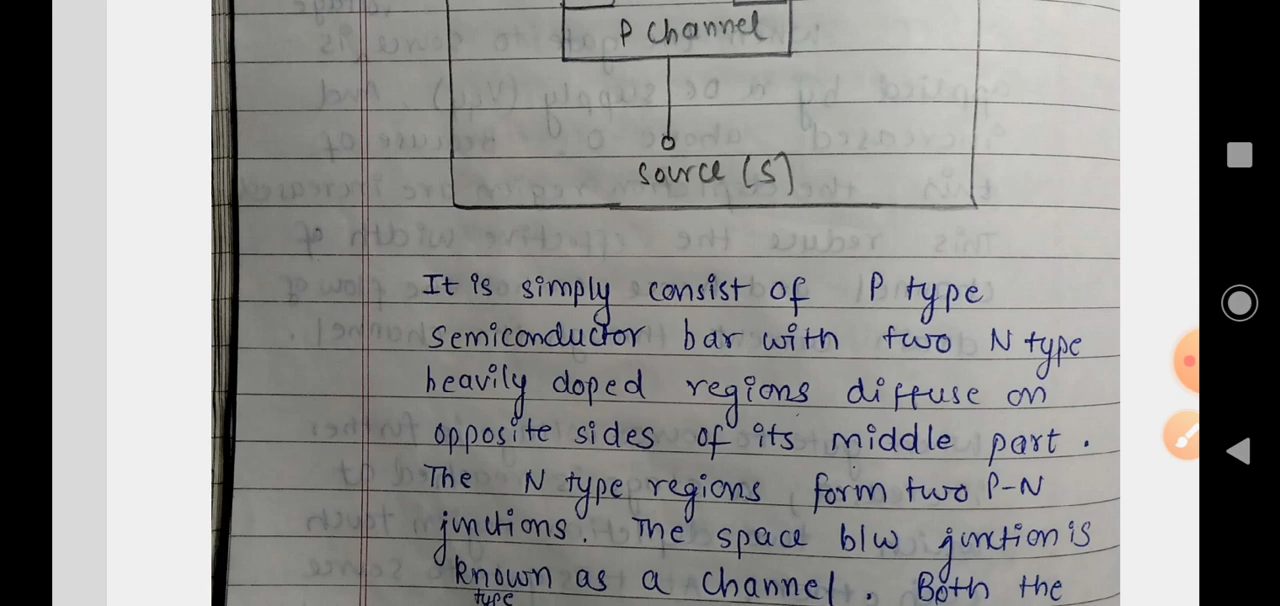 P channel
source (S)
It is simply consist of P type
semiconductor bar with two N type
heavily doped regions diffuse on
opposite sides of its middle part.
The N type regions form two P-N
junctions. The space b/w junction is
known as a channel. Both the
type